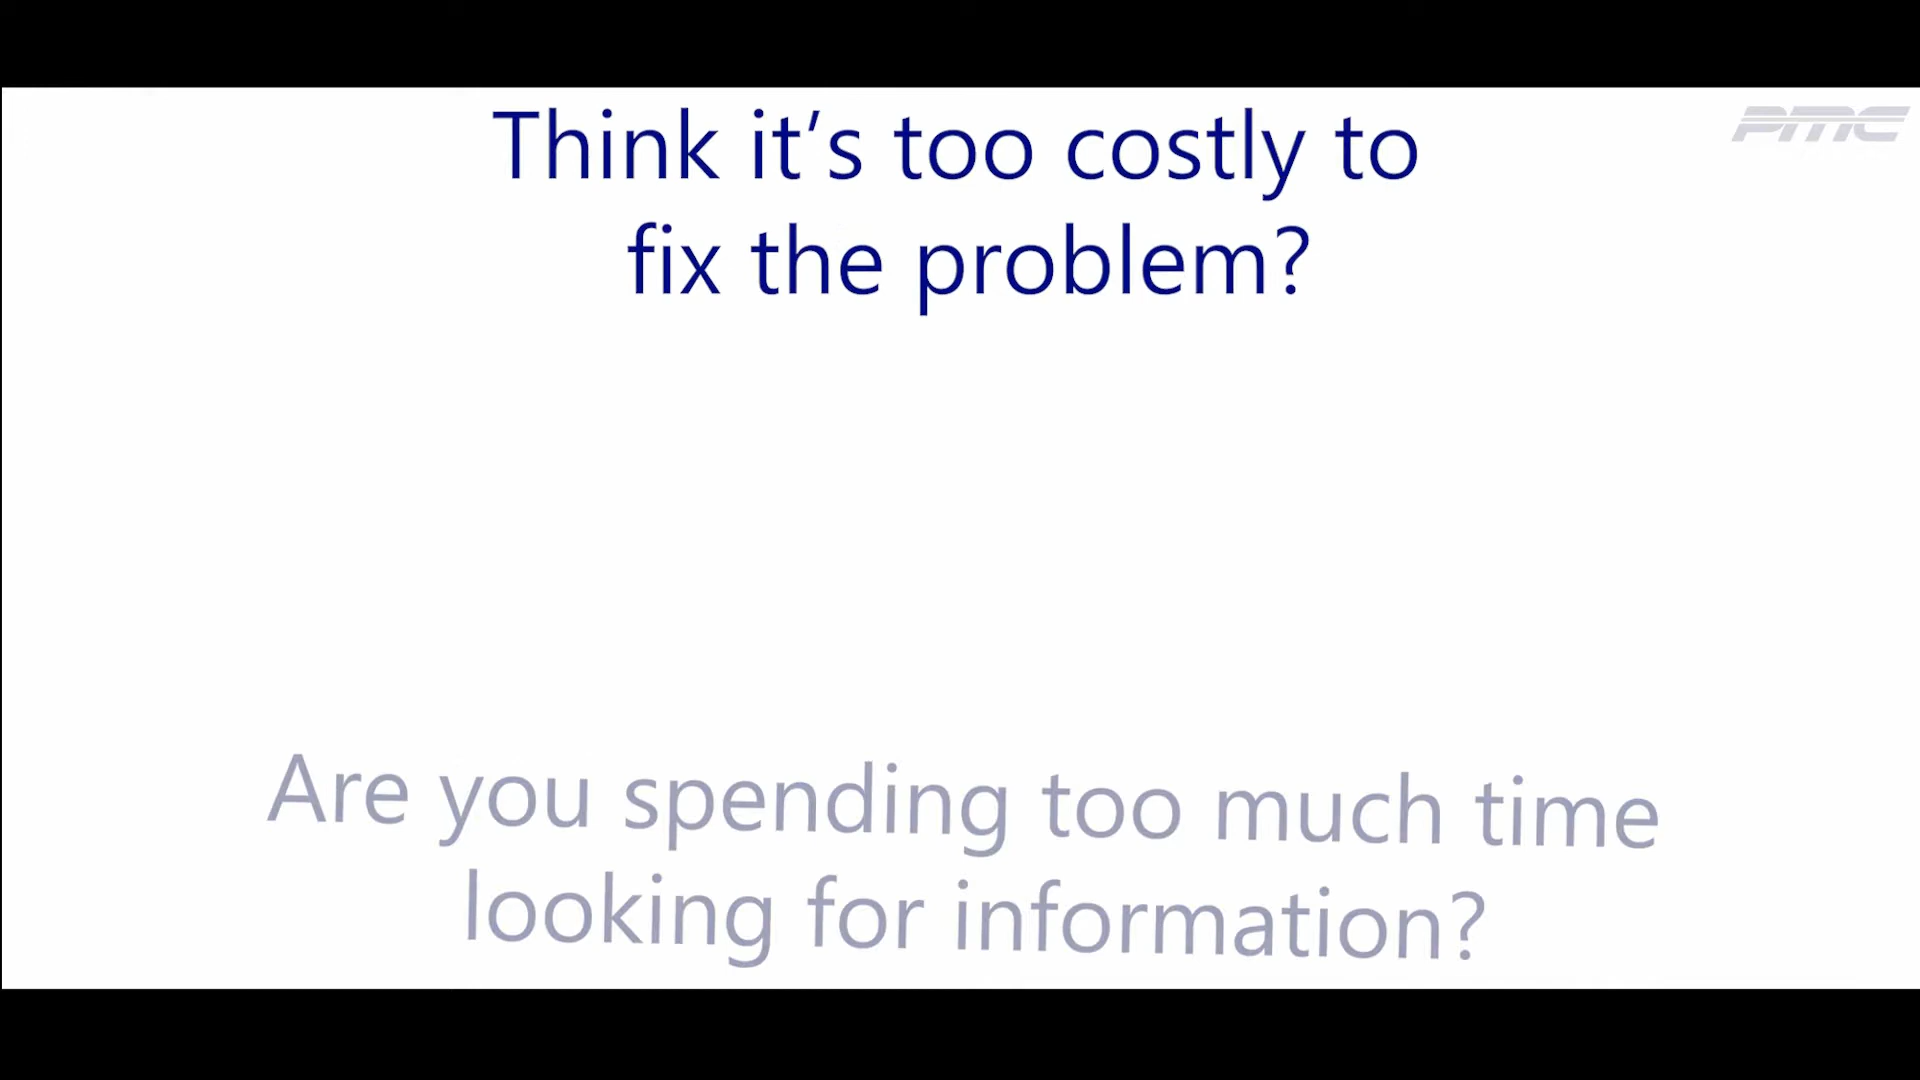 PMC
Think it's too costly to
fix the problem?
Are you spending too much time
looking for information?